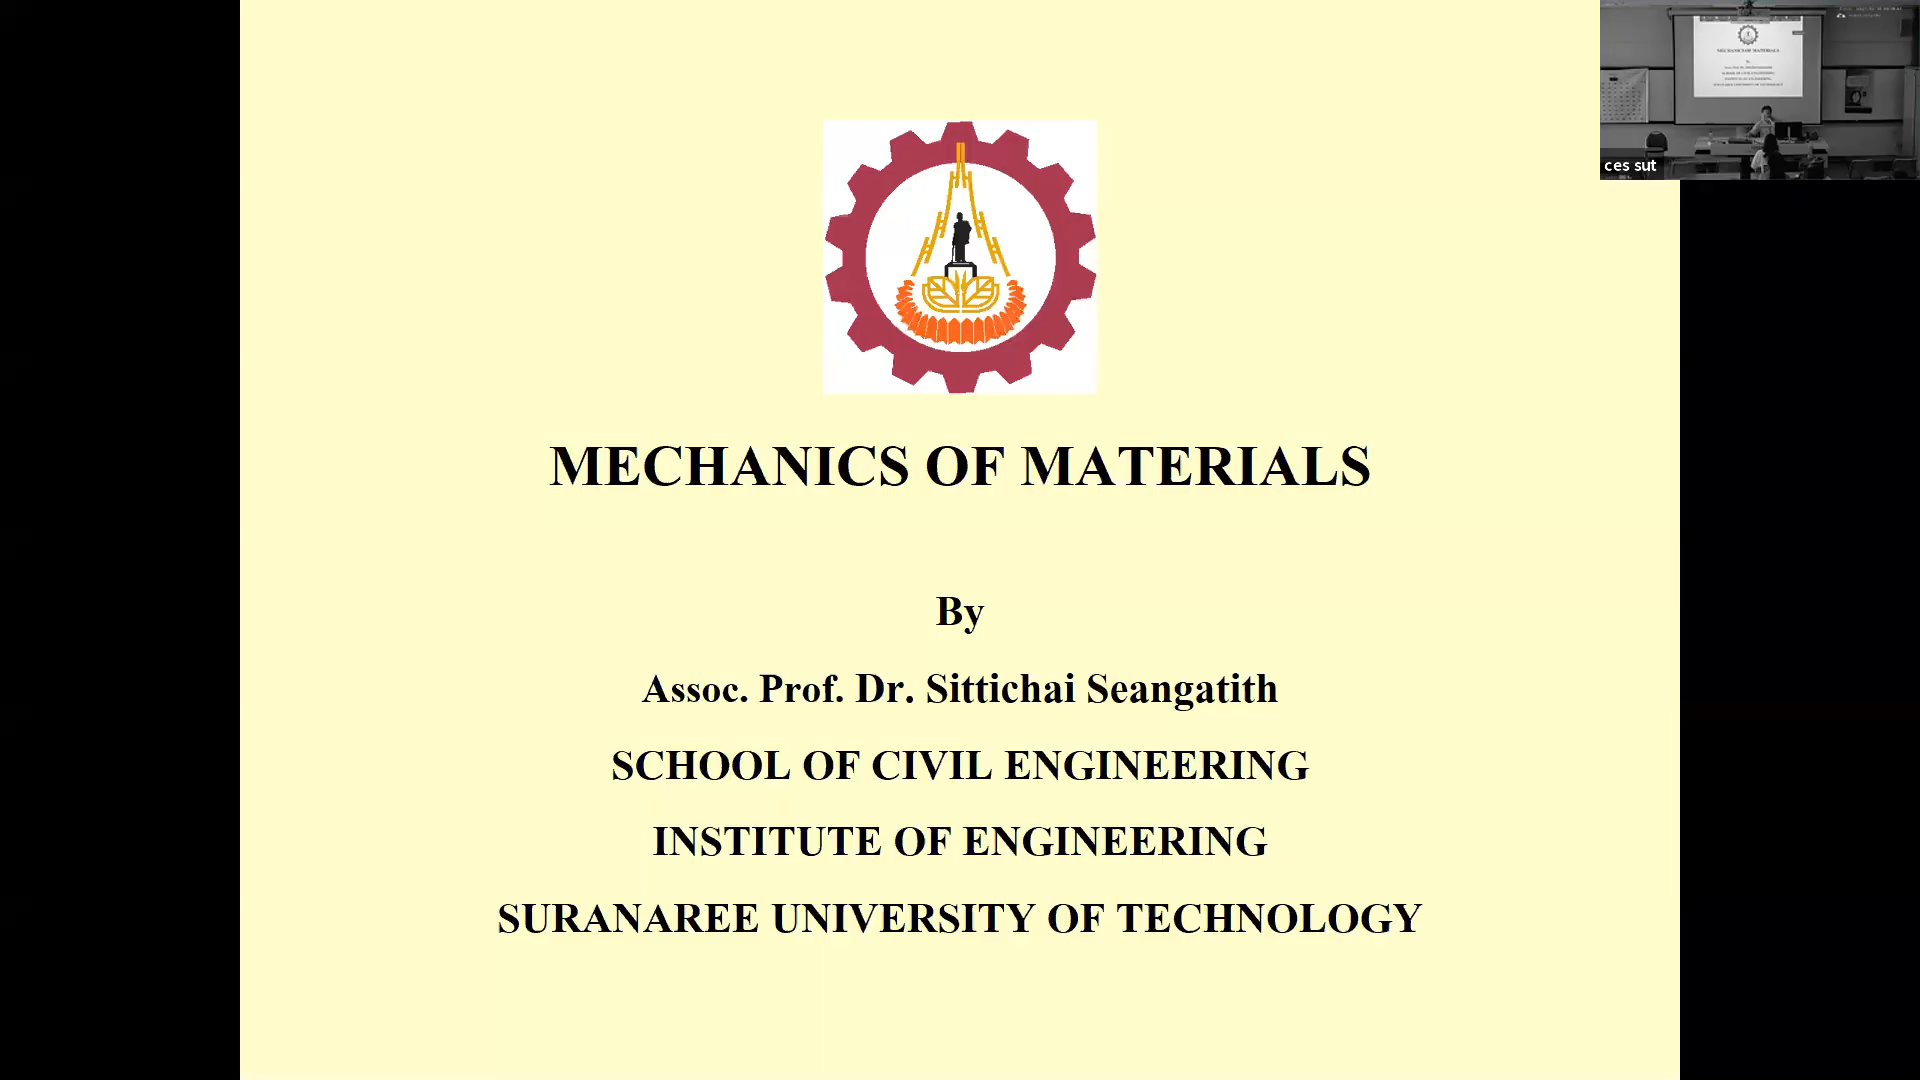 ces sut
MECHANICS OF MATERIALS
By
Assoc. Prof. Dr. Sittichai Seangatith
SCHOOL OF CIVIL ENGINEERING
INSTITUTE OF ENGINEERING
SURANAREE UNIVERSITY OF TECHNOLOGY